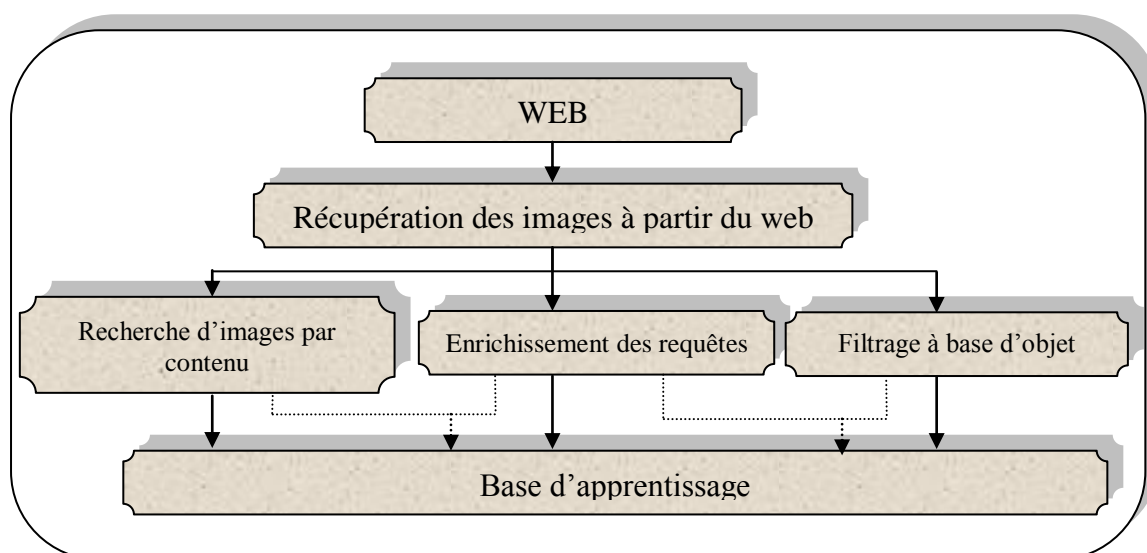 WEB
Récupération des images à partir du web
Recherche d’images par
contenu
Enrichissement des requêtes
Filtrage à base d’objet
Base d’apprentissage